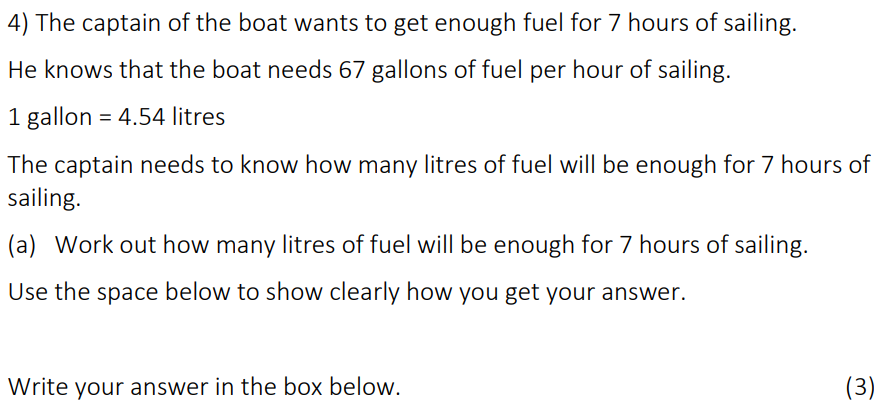 4) The captain of the boat wants to get enough fuel for 7 hours of sailing.
He knows that the boat needs 67 gallons of fuel per hour of sailing.
1 gallon = 4.54 litres
The captain needs to know how many litres of fuel will be enough for 7 hours of
sailing.
(a) Work out how many litres of fuel will be enough for 7 hours of sailing.
Use the space below to show clearly how you get your answer.
Write your answer in the box below. (3)